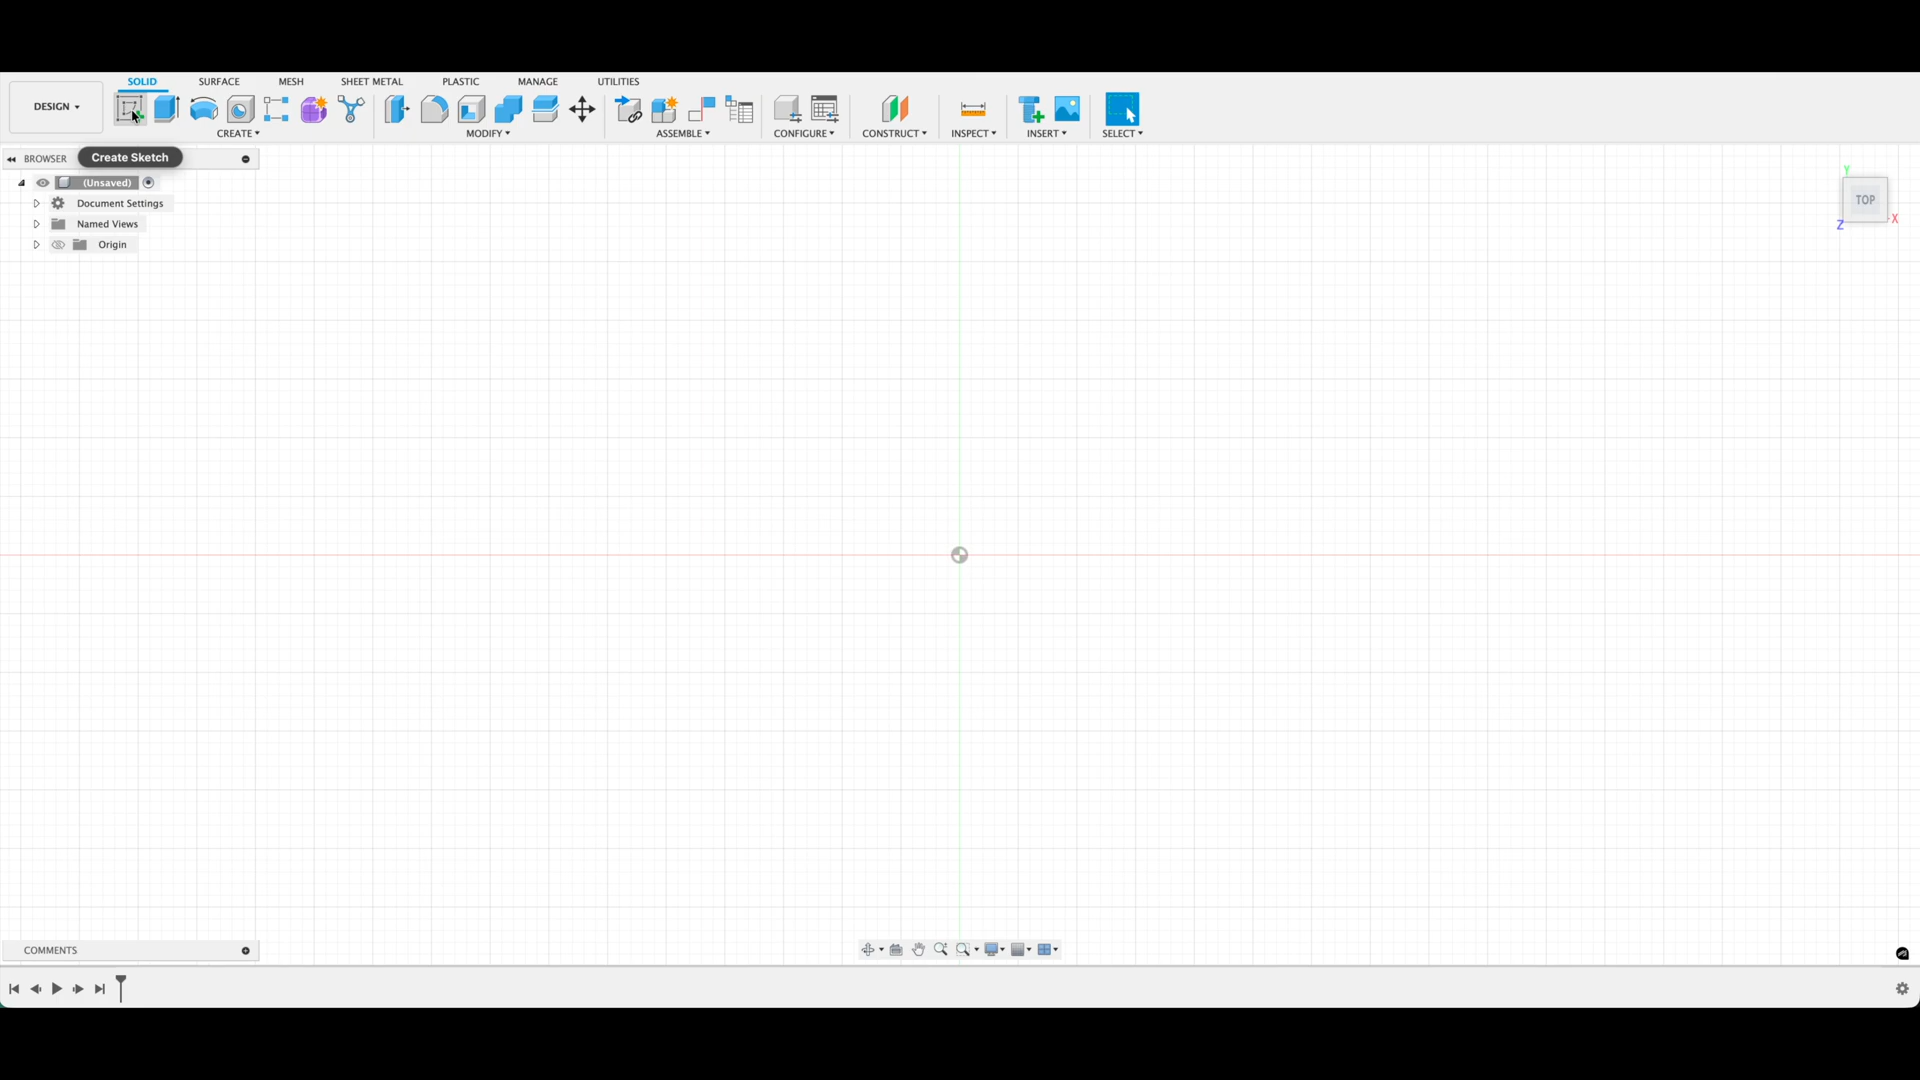 SOLID SURFACE MESH SHEET METAL PLASTIC MANAGE UTILITIES
DESIGN
CREATE MODIFY ASSEMBLE CONFIGURE CONSTRUCT INSPECT INSERT SELECT
BROWSER
Create Sketch
(Unsaved)
Document Settings
Named Views
Origin
Y
TOP
X
Z
COMMENTS